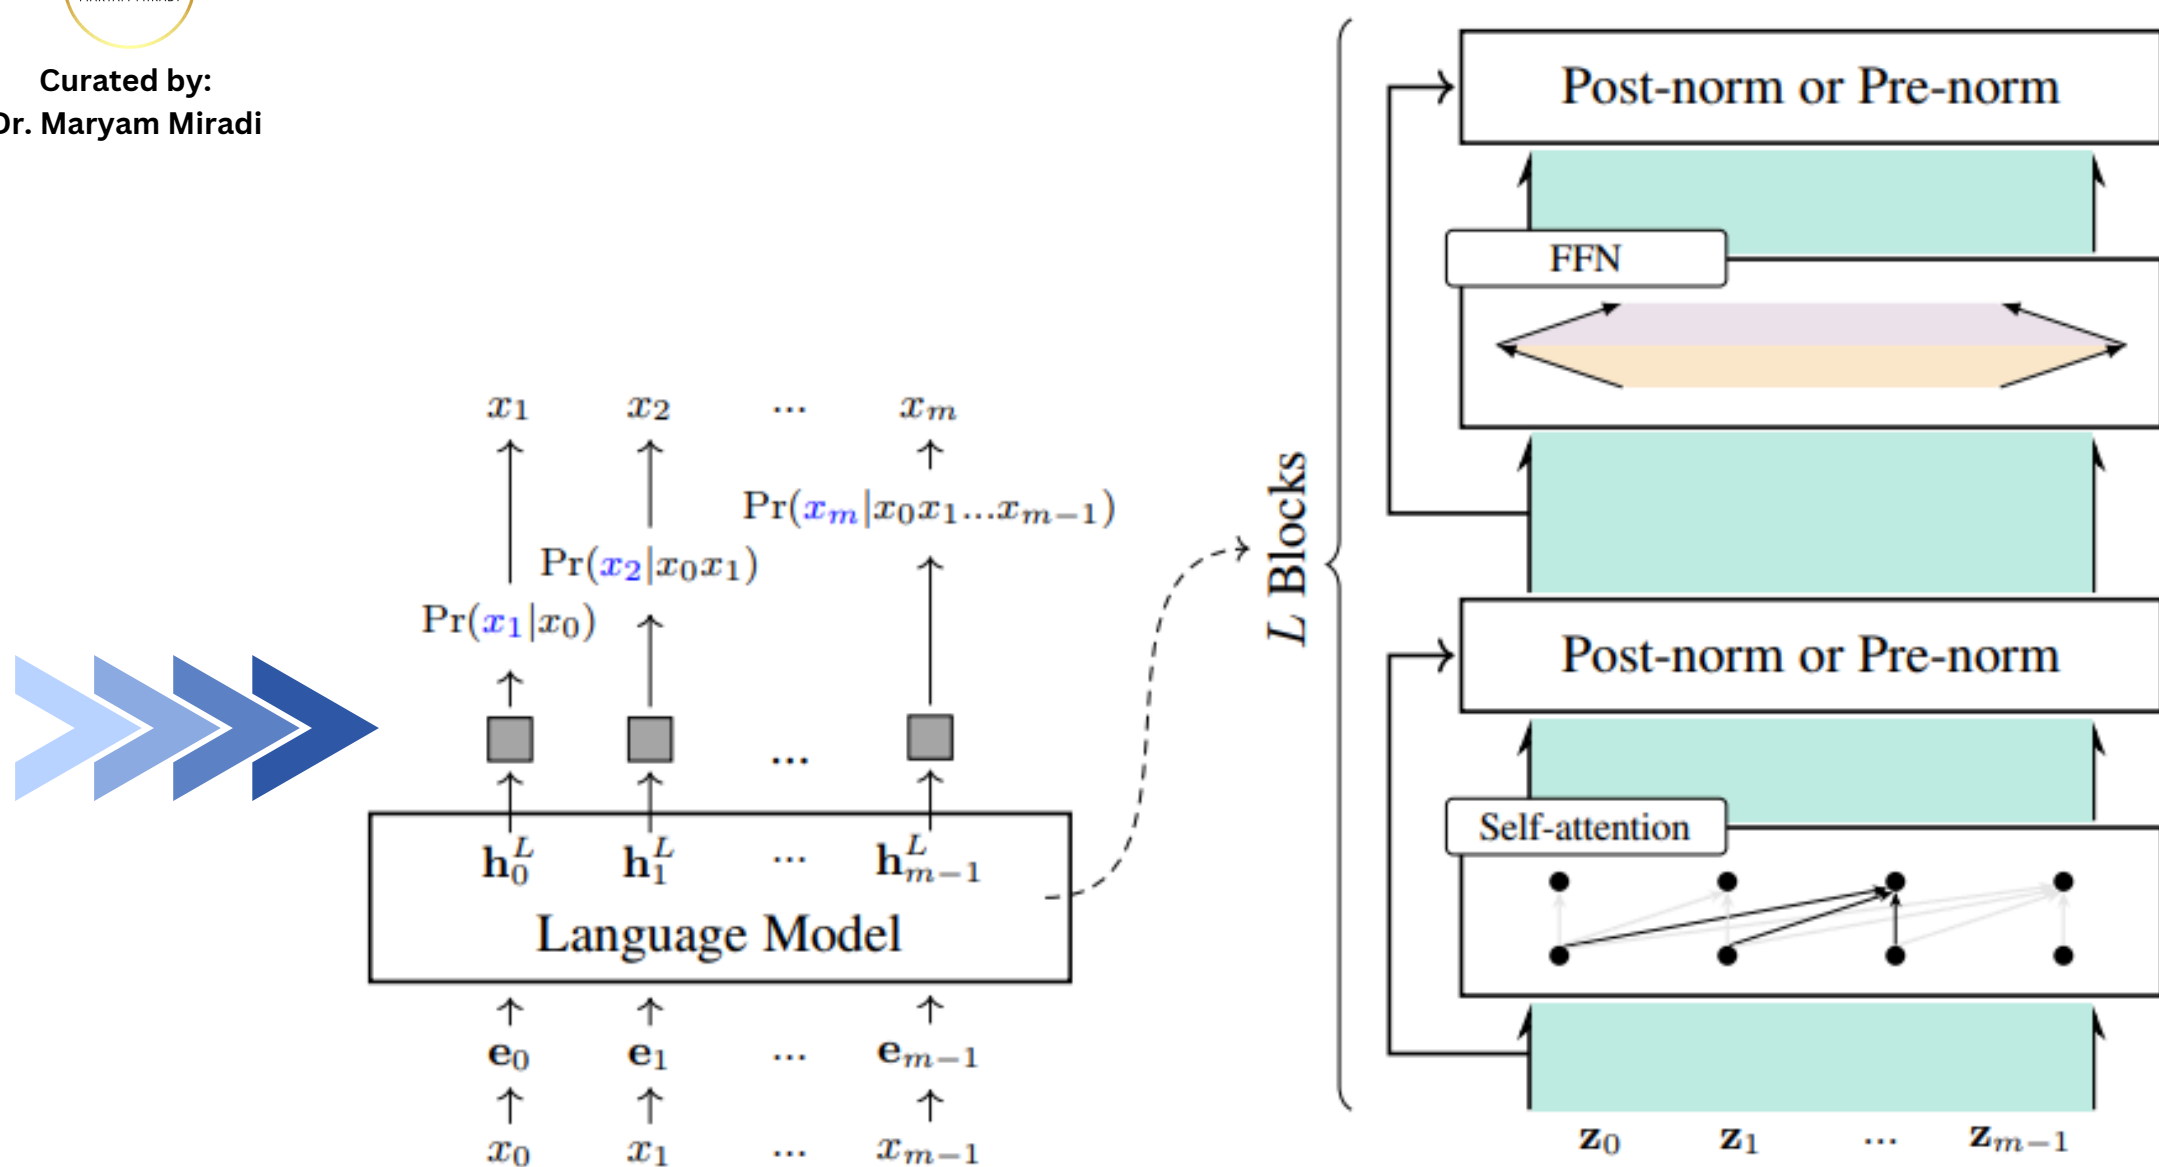 Curated by:
Dr. Maryam Miradi
x₁ x₂ ... xₘ
Pr(xₘ|x₀x₁...xₘ₋₁)
Pr(x₂|x₀x₁)
Pr(x₁|x₀)
...
h₀ᴸ h₁ᴸ ... hₘ₋₁ᴸ
Language Model
e₀ e₁ ... eₘ₋₁
x₀ x₁ ... xₘ₋₁
L Blocks
Post-norm or Pre-norm
FFN
Post-norm or Pre-norm
Self-attention
z₀ z₁ ... zₘ₋₁